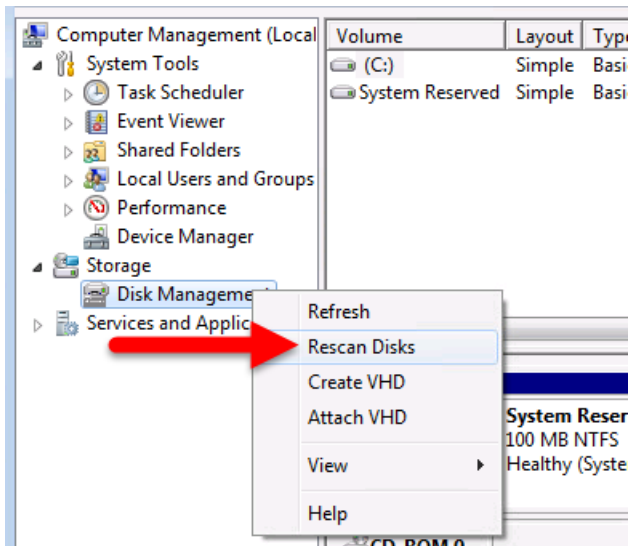 Computer Management (Local
System Tools
Task Scheduler
Event Viewer
Shared Folders
Local Users and Groups
Performance
Device Manager
Storage
Disk Management
Services and Applic
Volume Layout Type
(C:) Simple Basi
System Reserved Simple Basi
Refresh
Rescan Disks
Create VHD
Attach VHD
View
Help
System Reser
100 MB NTFS
Healthy (Syste
CD-ROM 0